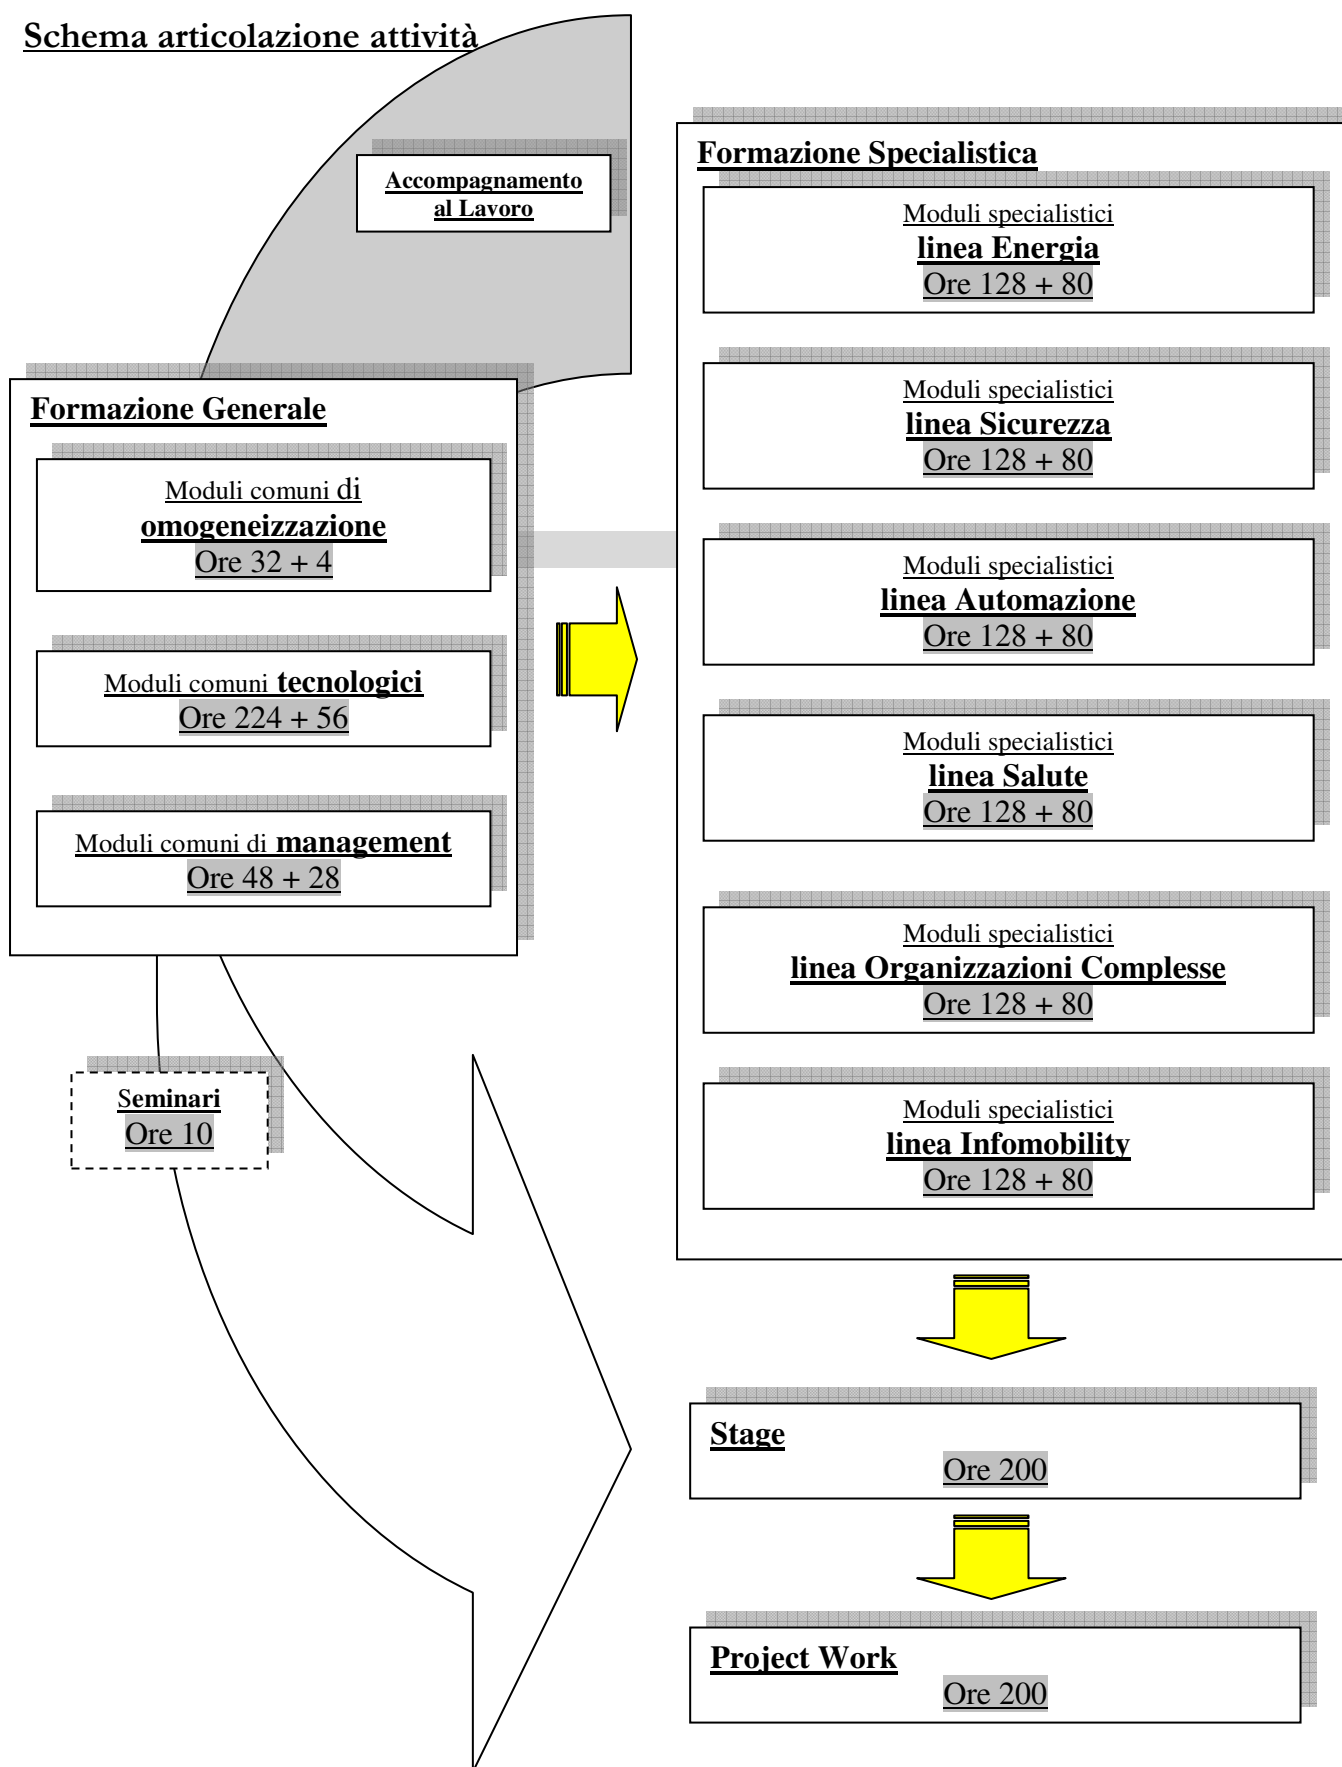 Schema articolazione attività
Accompagnamento
al Lavoro
Formazione Generale
Moduli comuni di
omogeneizzazione
Ore 32 + 4
Moduli comuni tecnologici
Ore 224 + 56
Moduli comuni di management
Ore 48 + 28
Seminari
Ore 10
Formazione Specialistica
Moduli specialistici
linea Energia
Ore 128 + 80
Moduli specialistici
linea Sicurezza
Ore 128 + 80
Moduli specialistici
linea Automazione
Ore 128 + 80
Moduli specialistici
linea Salute
Ore 128 + 80
Moduli specialistici
linea Organizzazioni Complesse
Ore 128 + 80
Moduli specialistici
linea Infomobility
Ore 128 + 80
Stage
Ore 200
Project Work
Ore 200